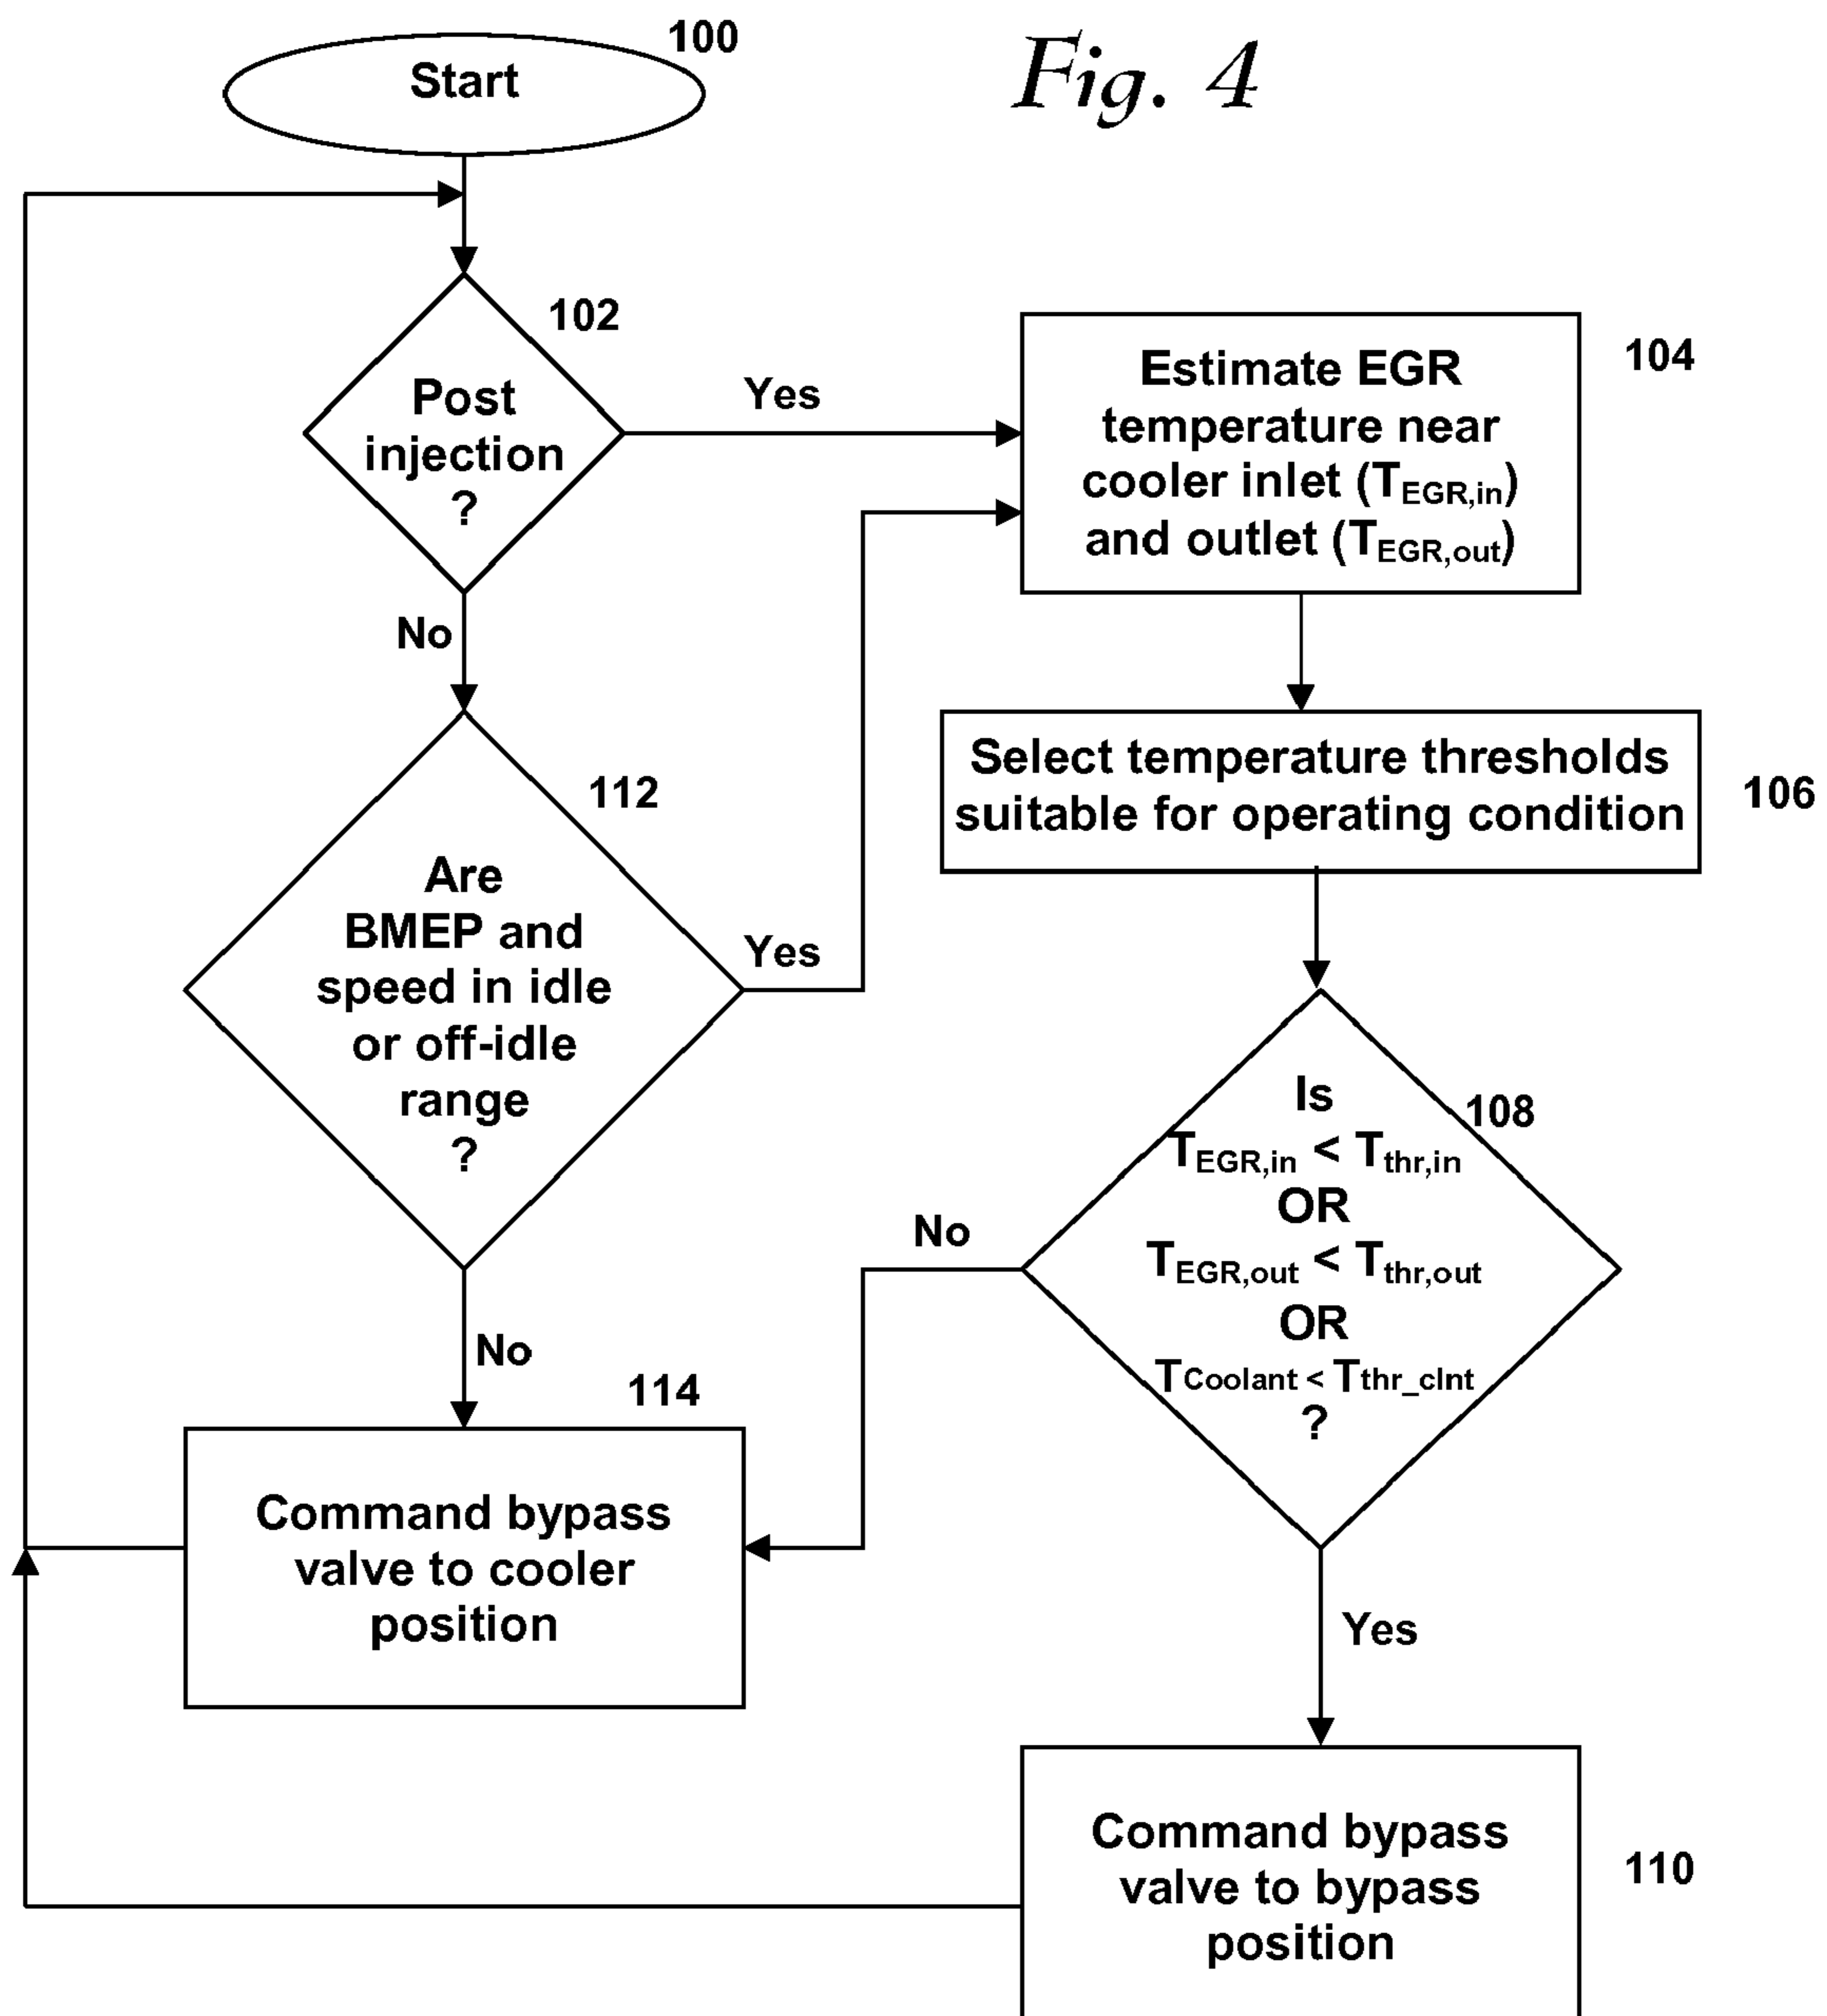 Fig. 4
100
Start
102
Post
injection
?
Yes
No
104
Estimate EGR
temperature near
cooler inlet (TEGR,in)
and outlet (TEGR,out)
106
Select temperature thresholds
suitable for operating condition
112
Are
BMEP and
speed in idle
or off-idle
range
?
Yes
No
108
Is
TEGR,in < Tthr,in
OR
TEGR,out < Tthr,out
OR
TCoolant < Tthr_clnt
?
No
Yes
114
Command bypass
valve to cooler
position
110
Command bypass
valve to bypass
position